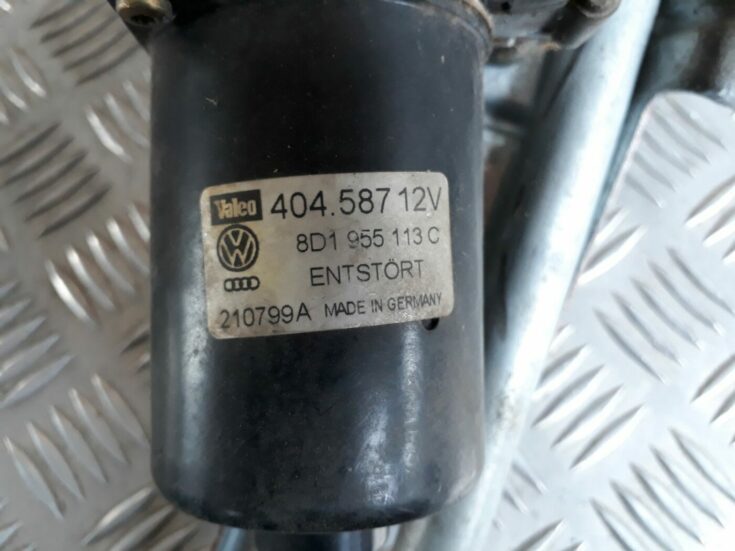 Valeo 404.587 12V
8D1 955 113 C
ENTSTÖRT
210799A MADE IN GERMANY